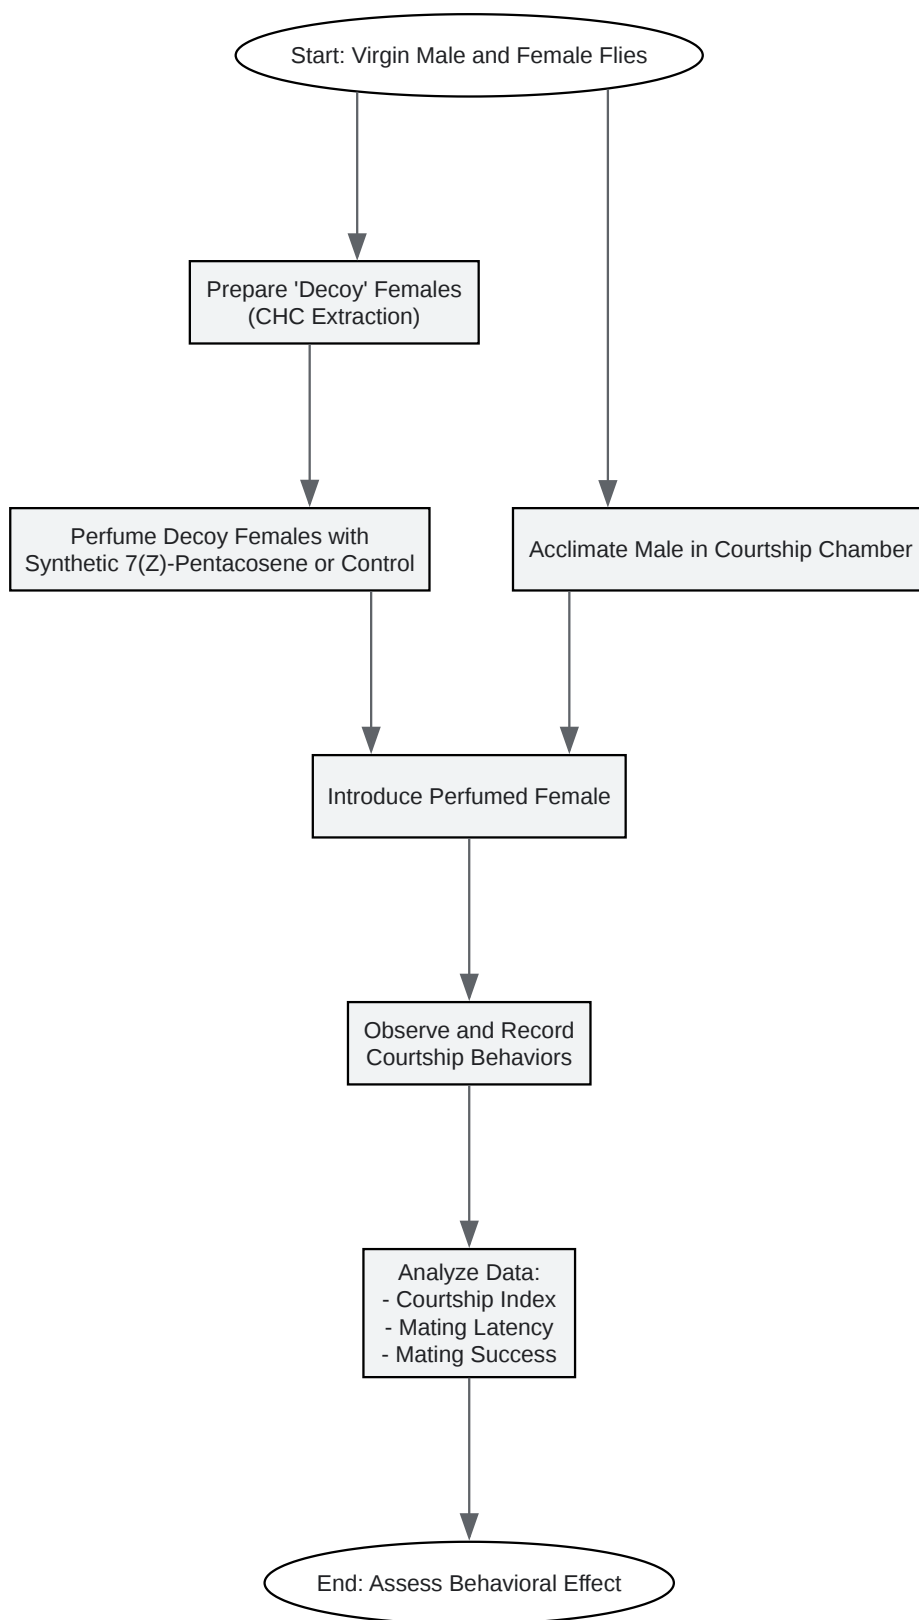 Start: Virgin Male and Female Flies
Prepare 'Decoy' Females
(CHC Extraction)
Perfume Decoy Females with
Synthetic 7(Z)-Pentacosene or Control
Acclimate Male in Courtship Chamber
Introduce Perfumed Female
Observe and Record
Courtship Behaviors
Analyze Data:
- Courtship Index
- Mating Latency
- Mating Success
End: Assess Behavioral Effect